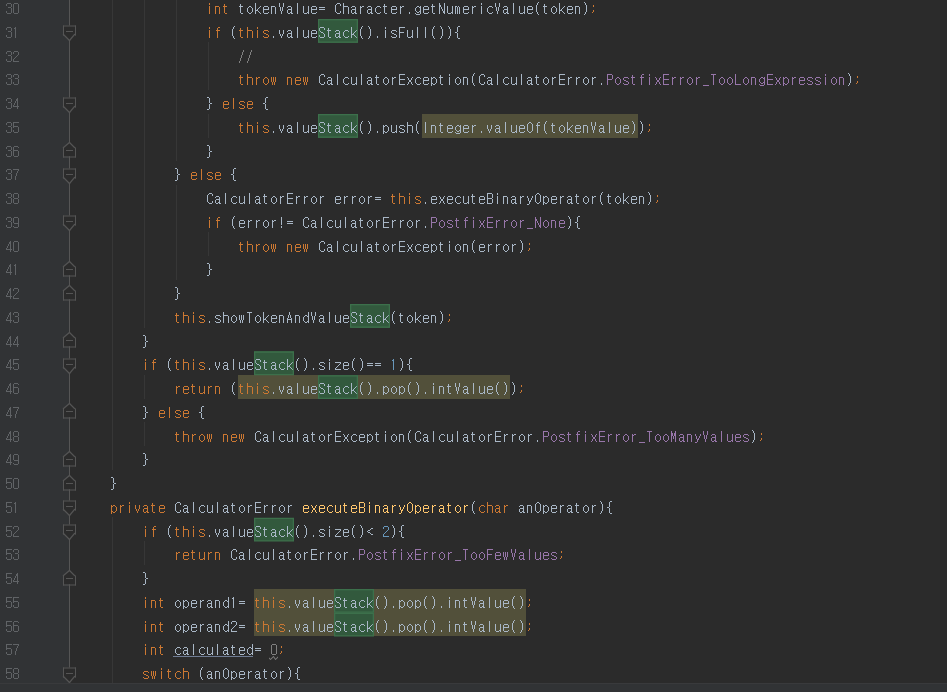 30 int tokenValue= Character.getNumericValue(token);
31 if (this.valueStack().isFull()){
32 //
33 throw new CalculatorException(CalculatorError.PostfixError_TooLongExpression);
34 } else {
35 this.valueStack().push(Integer.valueOf(tokenValue));
36 }
37 } else {
38 CalculatorError error= this.executeBinaryOperator(token);
39 if (error!= CalculatorError.PostfixError_None){
40 throw new CalculatorException(error);
41 }
42 }
43 this.showTokenAndValueStack(token);
44 }
45 if (this.valueStack().size()== 1){
46 return (this.valueStack().pop().intValue());
47 } else {
48 throw new CalculatorException(CalculatorError.PostfixError_TooManyValues);
49 }
50 }
51 private CalculatorError executeBinaryOperator(char anOperator){
52 if (this.valueStack().size()< 2){
53 return CalculatorError.PostfixError_TooFewValues;
54 }
55 int operand1= this.valueStack().pop().intValue();
56 int operand2= this.valueStack().pop().intValue();
57 int calculated= 0;
58 switch (anOperator){